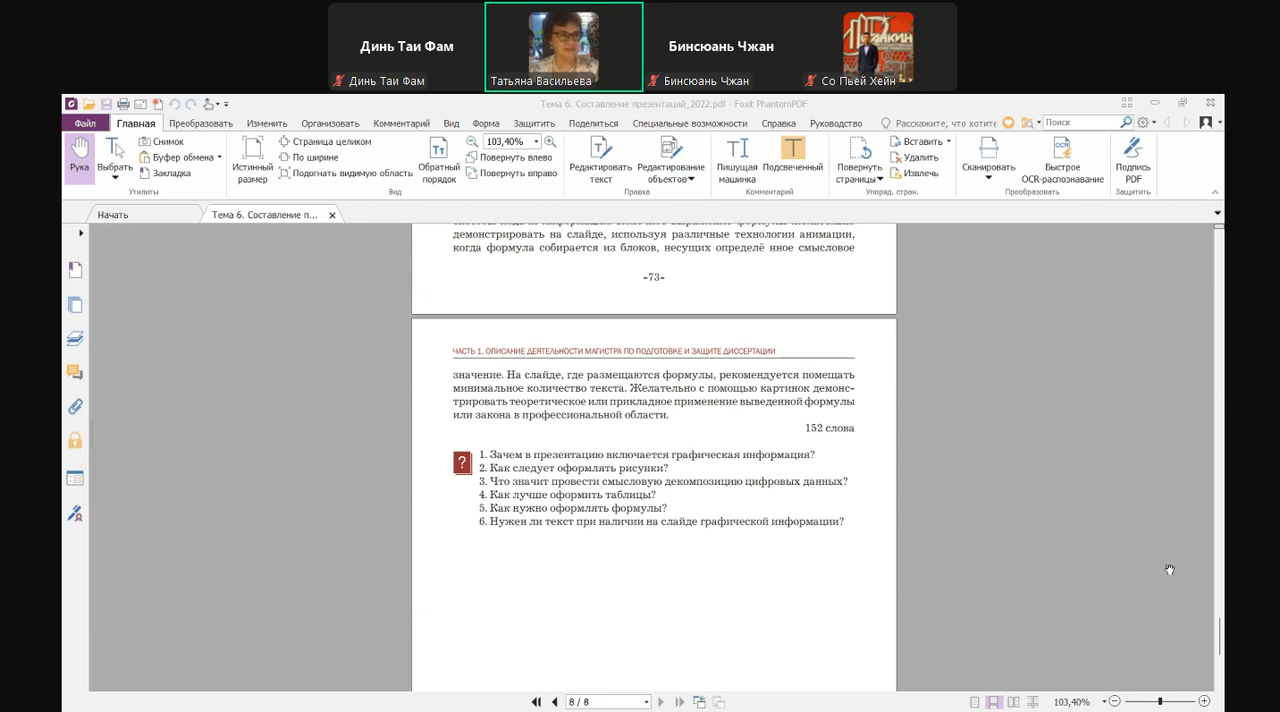 Динь Таи Фам
Бинсюань Чжан
Динь Таи Фам
Татьяна Васильева
Бинсюань Чжан
Со Пьей Хейн
Тема 6. Составление презентаций_2022.pdf - Foxit PhantomPDF
Файл Главная Преобразовать Изменить Организовать Комментарий Вид Форма Защитить Поделиться Специальные возможности Справка Руководство Расскажите, что хотите Поиск
Рука
Выбрать
Снимок
Буфер обмена
Закладка
Утилиты
Истинный размер
Страница целиком
По ширине
Подогнать видимую область
Обратный порядок
103,40%
Повернуть влево
Повернуть вправо
Вид
Редактировать текст
Редактирование объектов
Правка
Пишущая машинка
Подсвеченный
Комментарий
Повернуть страницы
Вставить
Удалить
Извлечь
Упоряд. стран.
Сканировать
Быстрое OCR-распознавание
Преобразовать
Подпись PDF
Защитить
Начать
Тема 6. Составление п...
демонстрировать на слайде, используя различные технологии анимации,
когда формула собирается из блоков, несущих определё нное смысловое
-73-
ЧАСТЬ 1. ОПИСАНИЕ ДЕЯТЕЛЬНОСТИ МАГИСТРА ПО ПОДГОТОВКЕ И ЗАЩИТЕ ДИССЕРТАЦИИ
значение. На слайде, где размещаются формулы, рекомендуется помещать
минимальное количество текста. Желательно с помощью картинок демонс-
трировать теоретическое или прикладное применение выведенной формулы
или закона в профессиональной области.
152 слова
?
1. Зачем в презентацию включается графическая информация?
2. Как следует оформлять рисунки?
3. Что значит провести смысловую декомпозицию цифровых данных?
4. Как лучше оформить таблицы?
5. Как нужно оформлять формулы?
6. Нужен ли текст при наличии на слайде графической информации?
8 / 8
103,40%